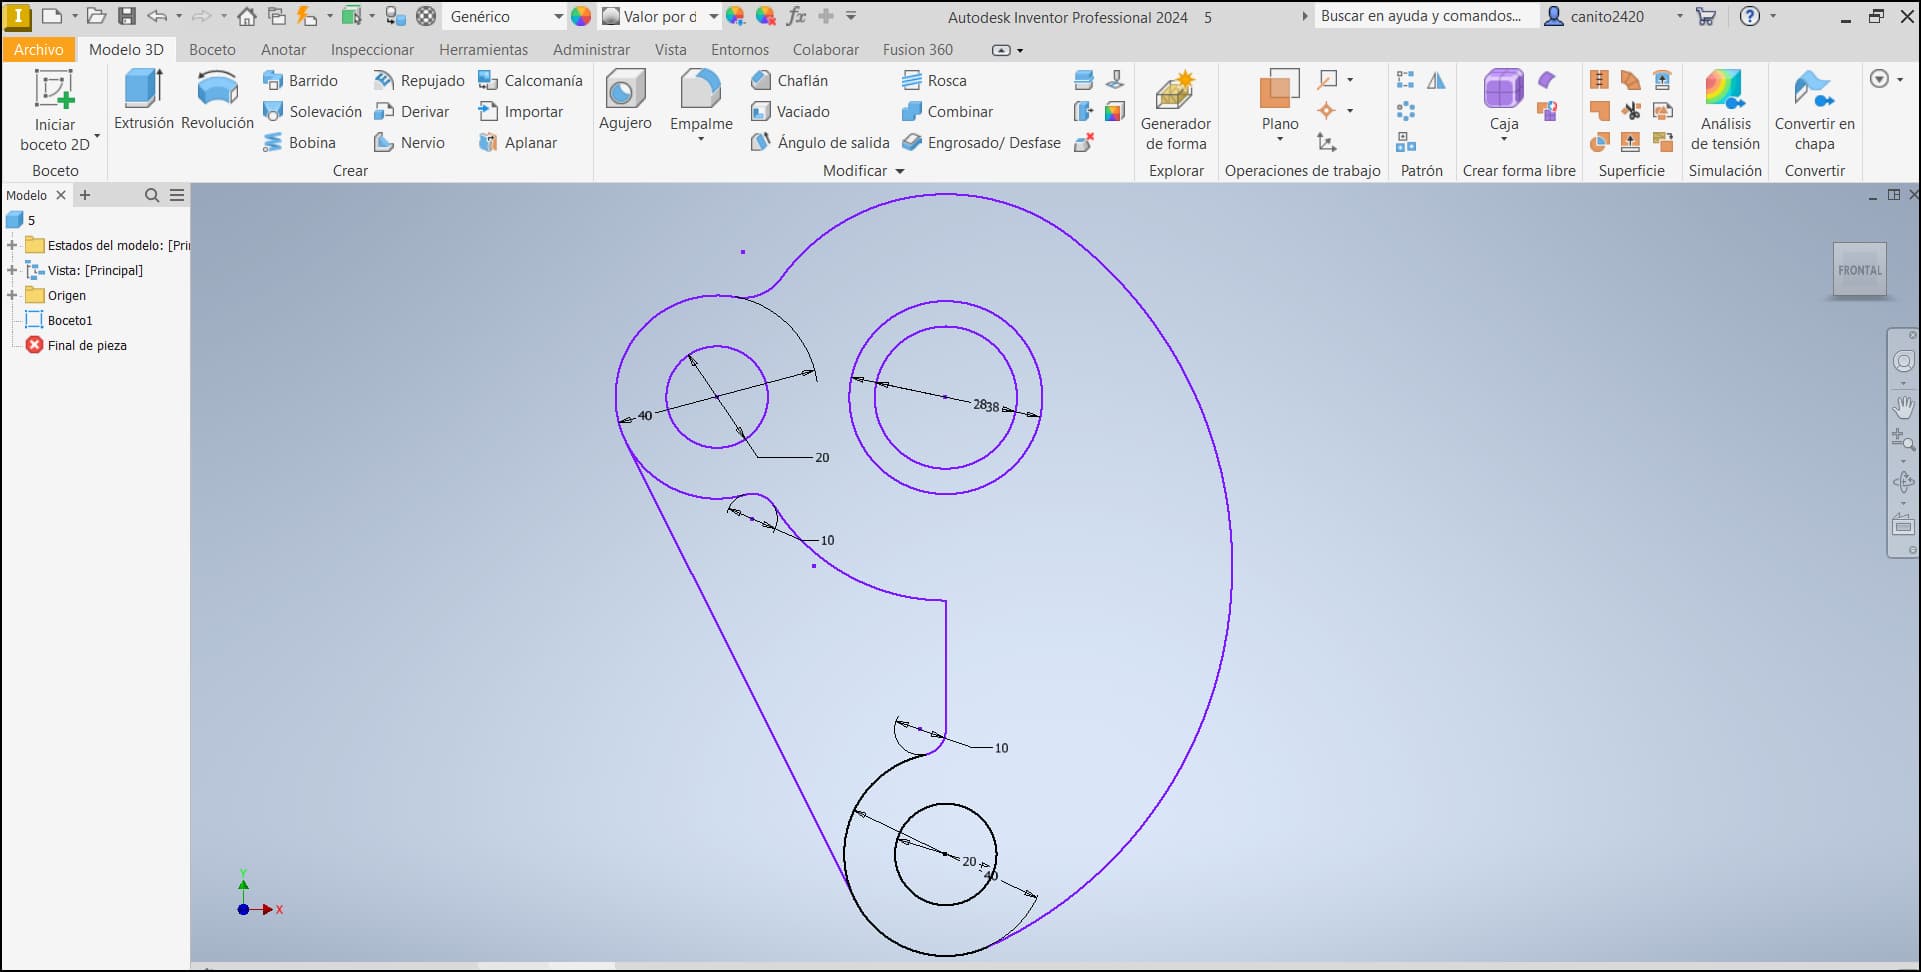 I Genérico Valor por d fx Autodesk Inventor Professional 2024 5 Buscar en ayuda y comandos... canito2420 ?
Archivo Modelo 3D Boceto Anotar Inspeccionar Herramientas Administrar Vista Entornos Colaborar Fusion 360
Iniciar
boceto 2D
Boceto
Extrusión Revolución
Barrido Repujado Calcomanía
Solevación Derivar Importar
Bobina Nervio Aplanar
Crear
Agujero Empalme
Chaflán Rosca
Vaciado Combinar
Ángulo de salida Engrosado/ Desfase
Modificar
Generador
de forma
Explorar
Plano
Operaciones de trabajo
Patrón
Caja
Crear forma libre
Superficie
Análisis
de tensión
Simulación
Convertir en
chapa
Convertir
Modelo
5
Estados del modelo: [Pri
Vista: [Principal]
Origen
Boceto1
Final de pieza
FRONTAL
40
2838
20
10
10
20
40
Y
X